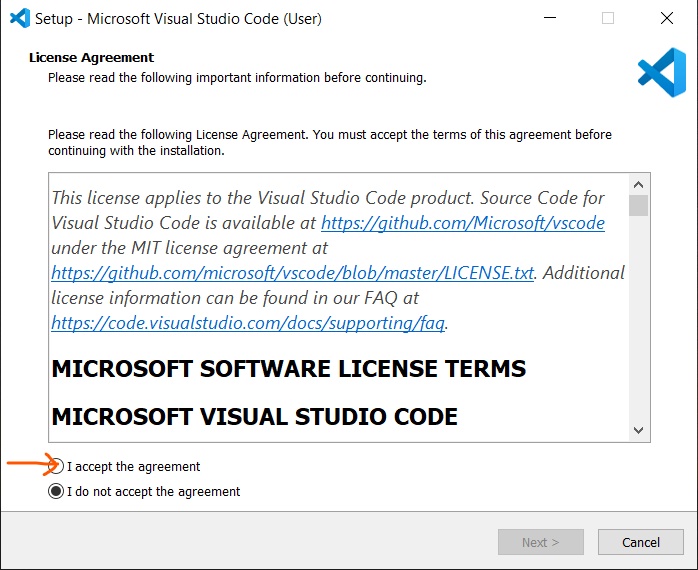 Setup - Microsoft Visual Studio Code (User)
License Agreement
Please read the following important information before continuing.
Please read the following License Agreement. You must accept the terms of this agreement before
continuing with the installation.
This license applies to the Visual Studio Code product. Source Code for
Visual Studio Code is available at https://github.com/Microsoft/vscode
under the MIT license agreement at
https://github.com/microsoft/vscode/blob/master/LICENSE.txt. Additional
license information can be found in our FAQ at
https://code.visualstudio.com/docs/supporting/faq.
MICROSOFT SOFTWARE LICENSE TERMS
MICROSOFT VISUAL STUDIO CODE
I accept the agreement
I do not accept the agreement
Next > Cancel